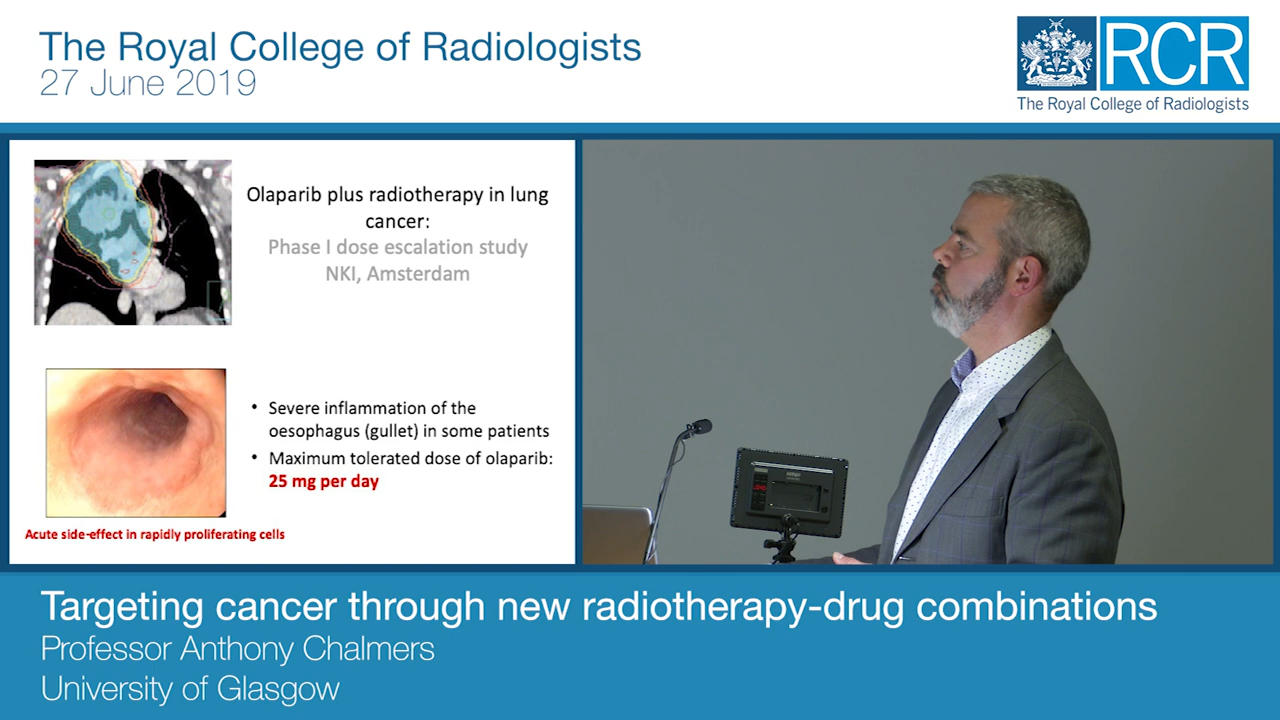 The Royal College of Radiologists
27 June 2019
RCR
The Royal College of Radiologists
Olaparib plus radiotherapy in lung
cancer:
Phase I dose escalation study
NKI, Amsterdam
• Severe inflammation of the
oesophagus (gullet) in some patients
• Maximum tolerated dose of olaparib:
25 mg per day
Acute side-effect in rapidly proliferating cells
Targeting cancer through new radiotherapy-drug combinations
Professor Anthony Chalmers
University of Glasgow